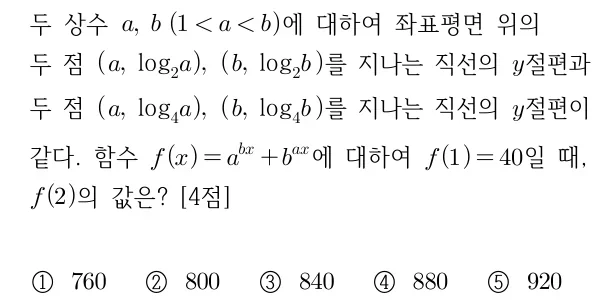 두 상수 a, b (1<a<b)에 대하여 좌표평면 위의
두 점 (a, log₂a), (b, log₂b)를 지나는 직선의 y절편과
두 점 (a, log₄a), (b, log₄b)를 지나는 직선의 y절편이
같다. 함수 f(x)=a^{bx}+b^{ax}에 대하여 f(1)=40일 때,
f(2)의 값은? [4점]
① 760 ② 800 ③ 840 ④ 880 ⑤ 920